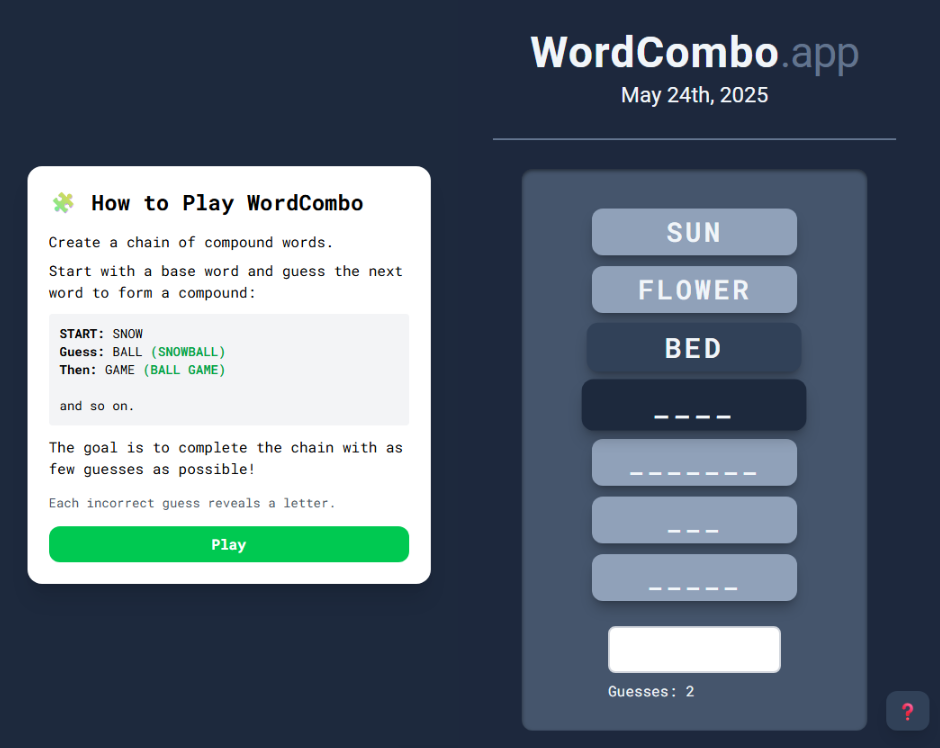 How to Play WordCombo
Create a chain of compound words.
Start with a base word and guess the next
word to form a compound:
START: SNOW
Guess: BALL (SNOWBALL)
Then: GAME (BALL GAME)
and so on.
The goal is to complete the chain with as
few guesses as possible!
Each incorrect guess reveals a letter.
Play
WordCombo.app
May 24th, 2025
SUN
FLOWER
BED
_ _ _ _
_ _ _ _ _ _ _
_ _ _
_ _ _ _ _
Guesses: 2